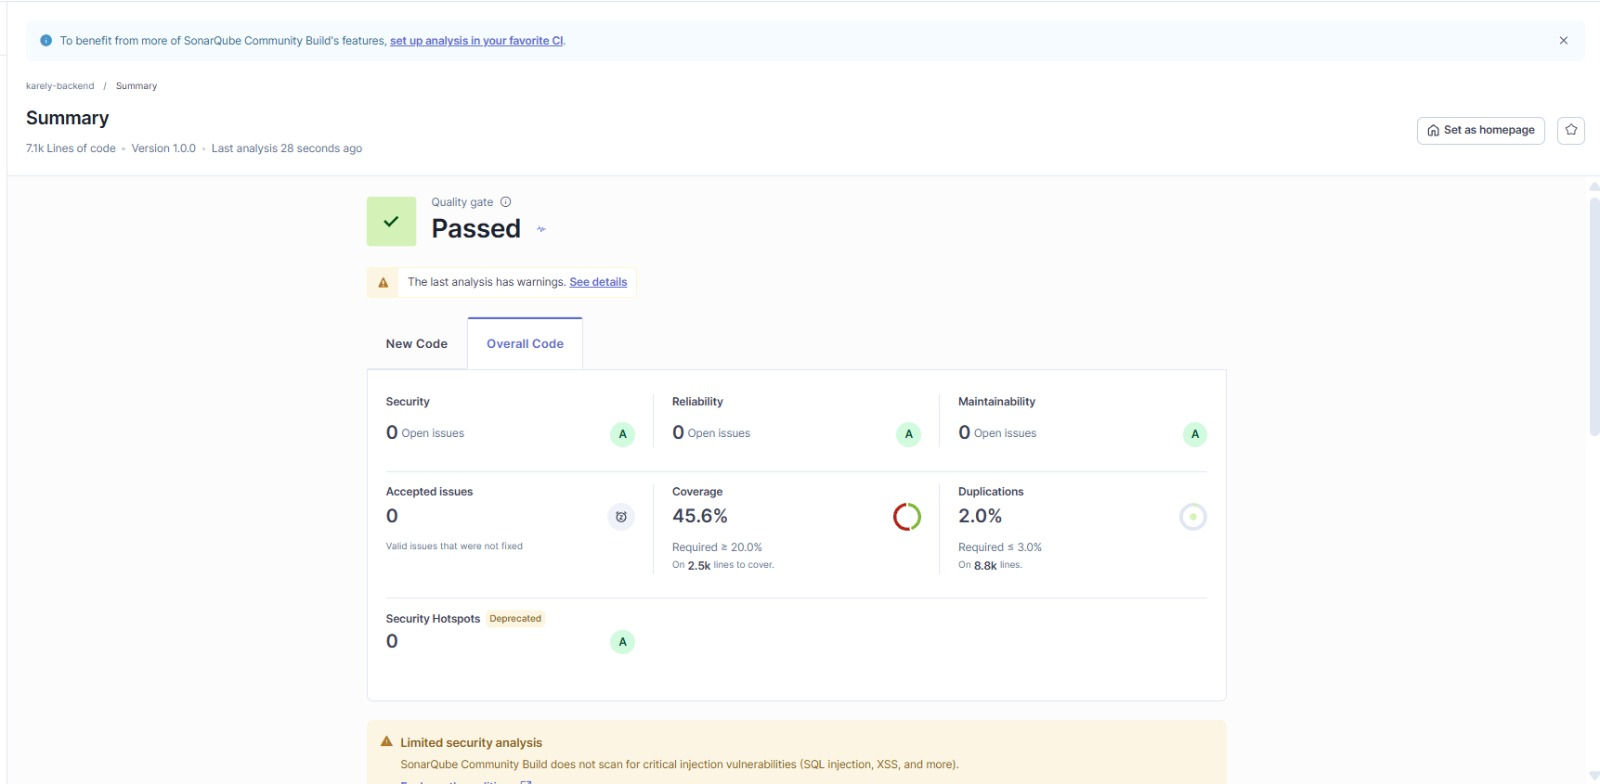 To benefit from more of SonarQube Community Build's features, set up analysis in your favorite CI.
karely-backend / Summary
Summary
Set as homepage
7.1k Lines of code • Version 1.0.0 • Last analysis 28 seconds ago
Quality gate
Passed
The last analysis has warnings. See details
New Code Overall Code
Security Reliability Maintainability
0 Open issues A 0 Open issues A 0 Open issues A
Accepted issues Coverage Duplications
0 45.6% 2.0%
Valid issues that were not fixed Required ≥ 20.0% Required ≤ 3.0%
On 2.5k lines to cover. On 8.8k lines.
Security Hotspots Deprecated
0 A
Limited security analysis
SonarQube Community Build does not scan for critical injection vulnerabilities (SQL injection, XSS, and more).